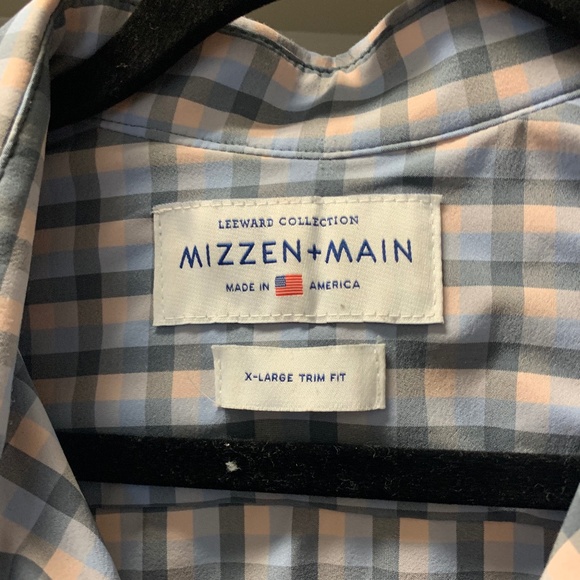 LEEWARD COLLECTION
MIZZEN+MAIN
MADE IN AMERICA
X-LARGE TRIM FIT